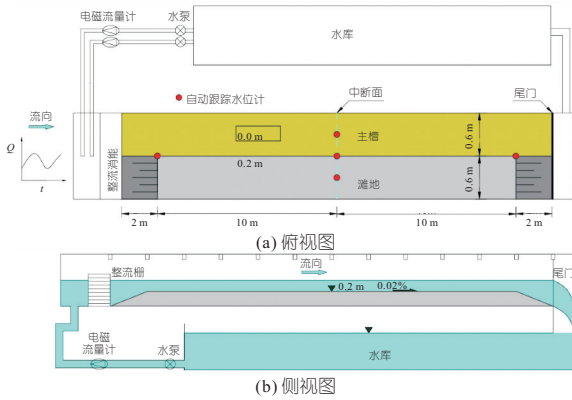 电磁流量计
水泵
水库
自动跟踪水位计
中断面
尾门
流向
Q
t
整流消能
0.0 m
主槽
0.6 m
0.2 m
滩地
0.6 m
2 m
10 m
10 m
2 m
(a) 俯视图
整流栅
流向
尾门
0.2 m
0.02%
电磁
流量计
水泵
水库
(b) 侧视图